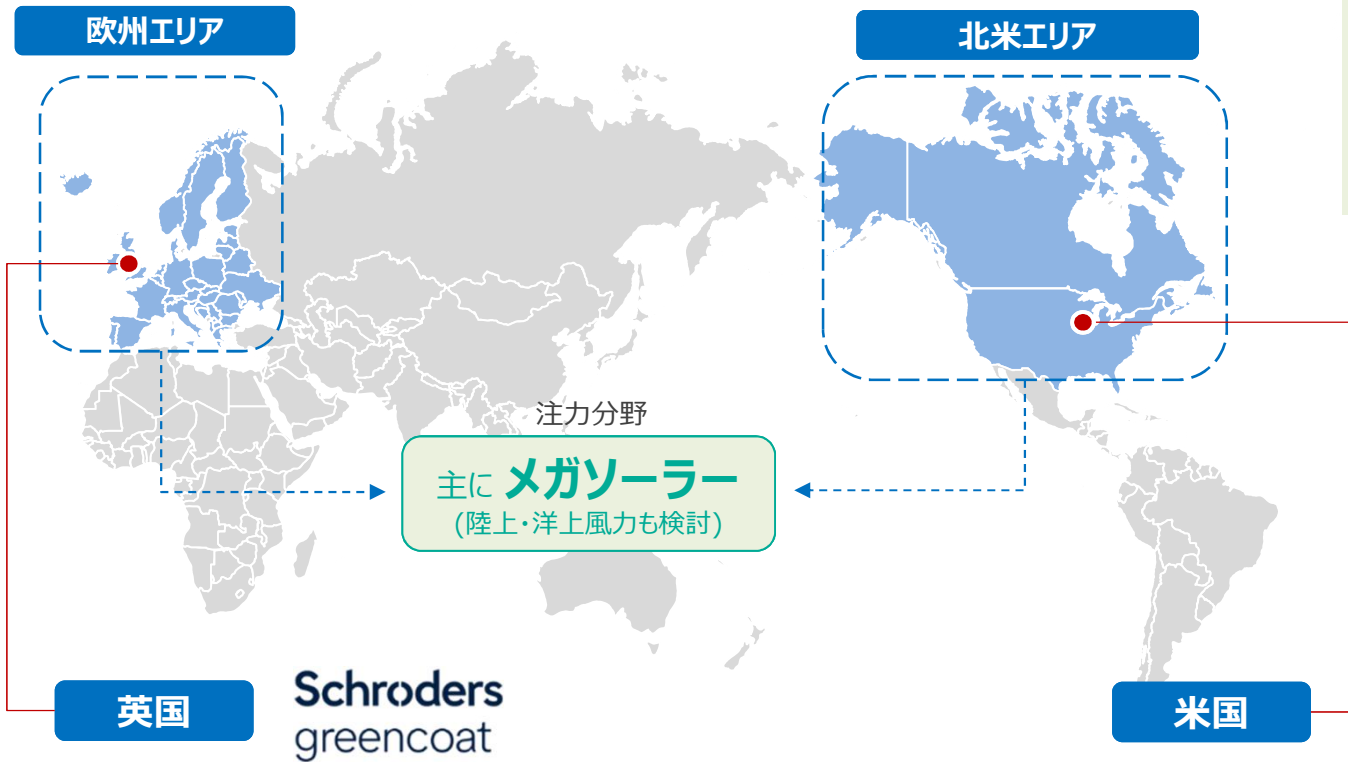 欧州エリア
北米エリア
注力分野
主に メガソーラー
(陸上・洋上風力も検討)
英国
Schroders
greencoat
米国